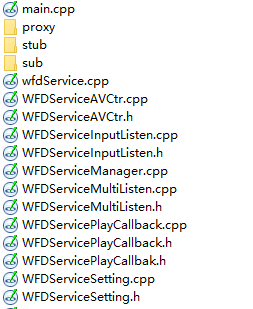 main.cpp
proxy
stub
sub
wfdService.cpp
WFDServiceAVCtr.cpp
WFDServiceAVCtr.h
WFDServiceInputListen.cpp
WFDServiceInputListen.h
WFDServiceManager.cpp
WFDServiceMultiListen.cpp
WFDServiceMultiListen.h
WFDServicePlayCallback.cpp
WFDServicePlayCallback.h
WFDServicePlayCallbak.h
WFDServiceSetting.cpp
WFDServiceSetting.h